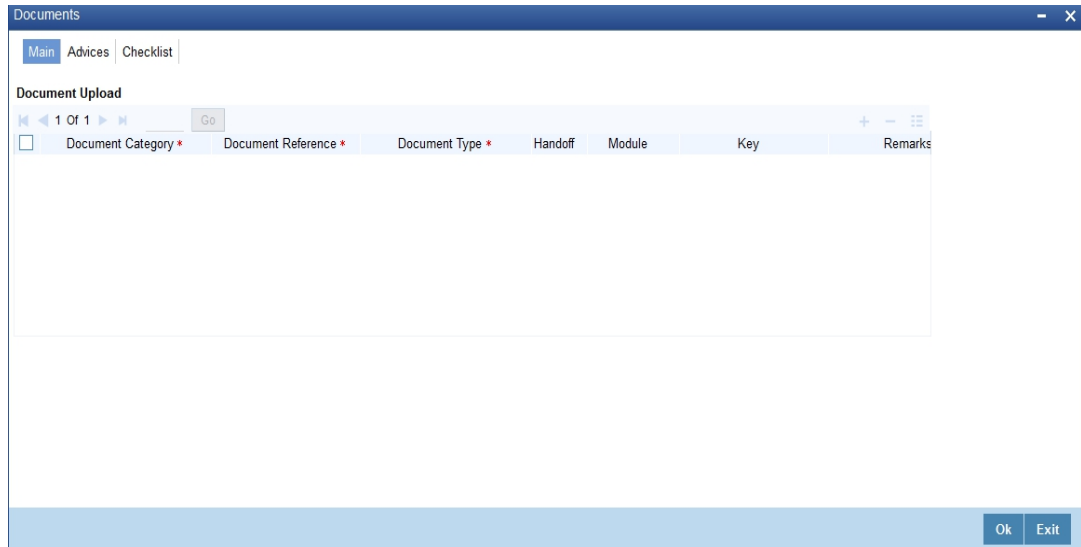 Documents
Main Advices Checklist
Document Upload
1 Of 1 Go
Document Category * Document Reference * Document Type * Handoff Module Key Remarks
Ok Exit